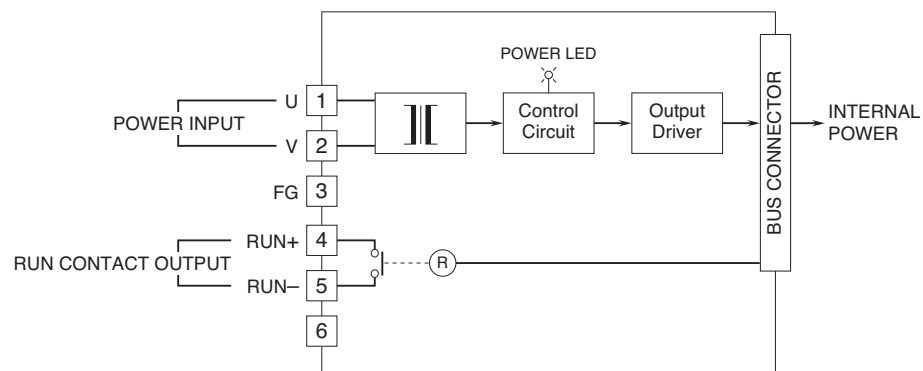 POWER LED
U 1
POWER INPUT
V 2
Control
Circuit
Output
Driver
BUS CONNECTOR
INTERNAL
POWER
FG 3
RUN+ 4
RUN CONTACT OUTPUT
R
RUN– 5
6